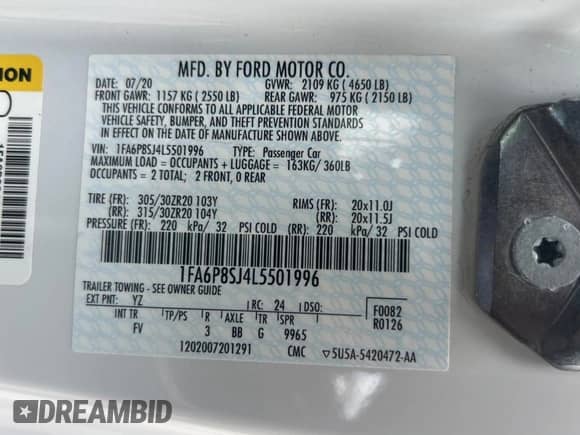 MFD. BY FORD MOTOR CO.
DATE: 07/20 GVWR: 2109 KG ( 4650 LB)
FRONT GAWR: 1157 KG ( 2550 LB) REAR GAWR: 975 KG ( 2150 LB)
THIS VEHICLE CONFORMS TO ALL APPLICABLE FEDERAL MOTOR
VEHICLE SAFETY, BUMPER, AND THEFT PREVENTION STANDARDS
IN EFFECT ON THE DATE OF MANUFACTURE SHOWN ABOVE.
VIN: 1FA6P8SJ4L5501996 TYPE: Passenger Car
MAXIMUM LOAD = OCCUPANTS + LUGGAGE = 163KG/ 360LB
OCCUPANTS = 2 TOTAL; 2 FRONT, 0 REAR
TIRE (FR): 305/30ZR20 103Y RIMS (FR): 20x11.0J
(RR): 315/30ZR20 104Y (RR): 20x11.5J
PRESSURE (FR): 220 kPa/ 32 PSI COLD (RR): 220 kPa/ 32 PSI COLD
1FA6P8SJ4L5501996
TRAILER TOWING - SEE OWNER GUIDE
EXT PNT: YZ RC: 24 DSO: F0082
INT TR TP/PS R AXLE TR SPR R0126
FV 3 BB G 9965
1202007201291 CMC 5U5A-5420472-AA
DREAMBID